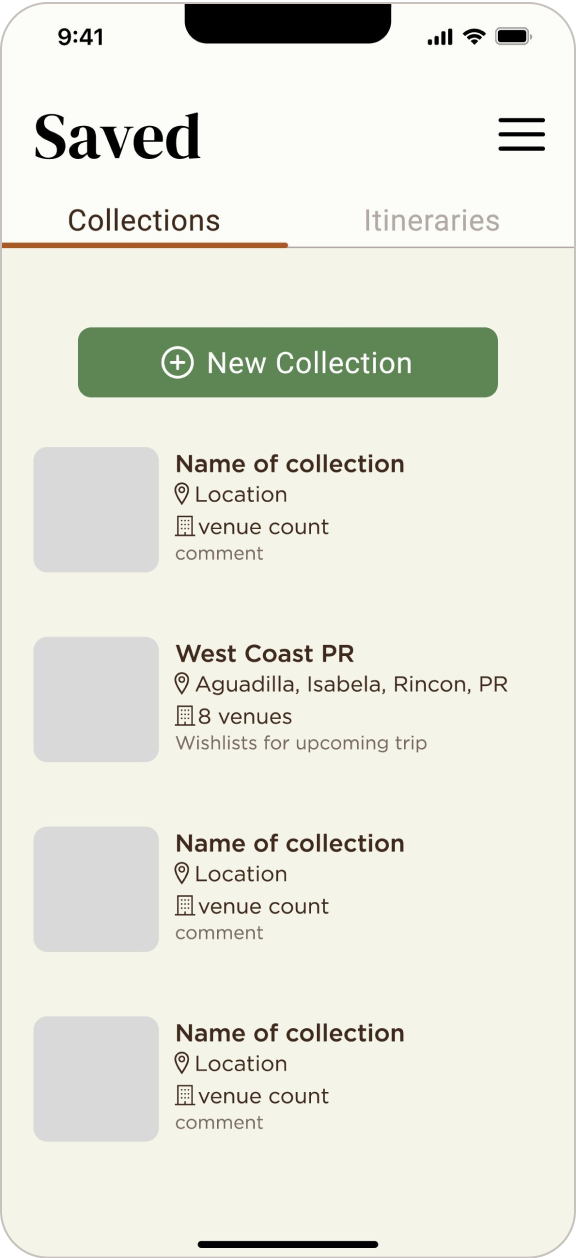 9:41
Saved
Collections
Itineraries
New Collection
Name of collection
Location
venue count
comment
West Coast PR
Aguadilla, Isabela, Rincon, PR
8 venues
Wishlists for upcoming trip
Name of collection
Location
venue count
comment
Name of collection
Location
venue count
comment